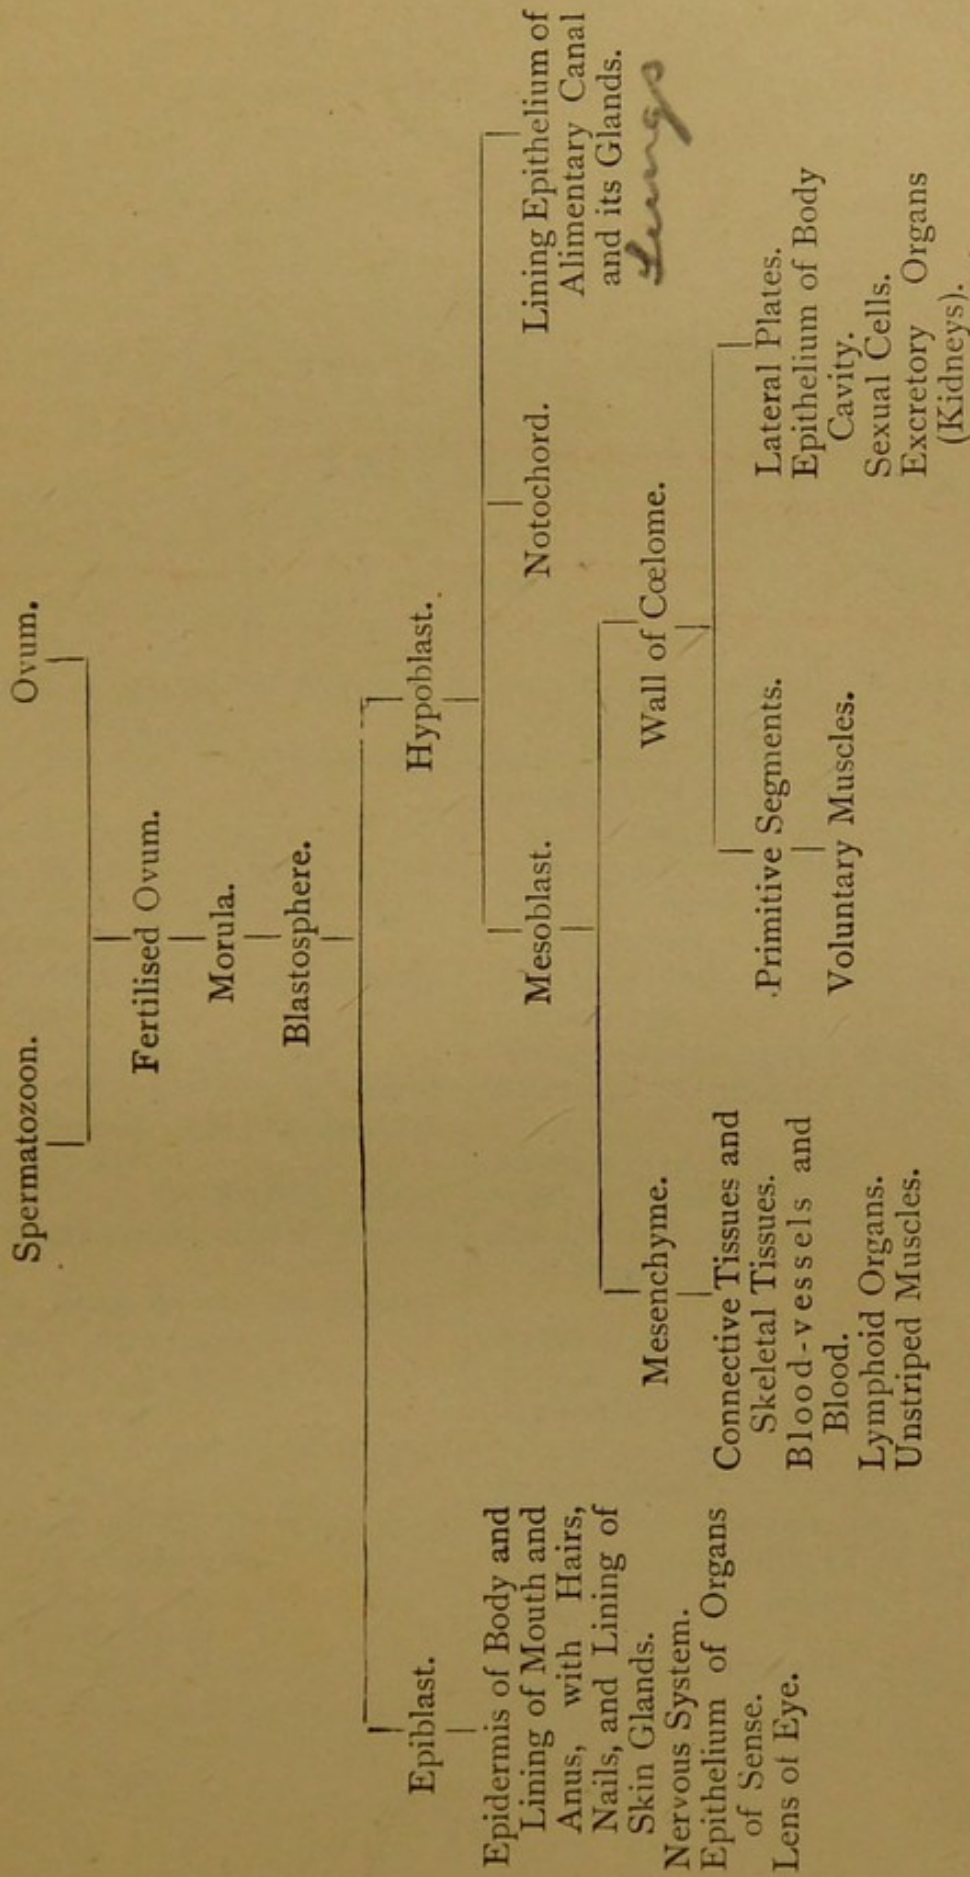 Spermatozoon. Ovum.
Fertilised Ovum.
Morula.
Blastosphere.
Epiblast. Hypoblast.
Epidermis of Body and
Lining of Mouth and
Anus, with Hairs,
Nails, and Lining of
Skin Glands.
Nervous System.
Epithelium of Organs
of Sense.
Lens of Eye.
Mesoblast. Notochord.
Lining Epithelium of
Alimentary Canal
and its Glands.
Lungs
Mesenchyme. Wall of Cœlome.
Connective Tissues and
Skeletal Tissues.
Blood-vessels and
Blood.
Lymphoid Organs.
Unstriped Muscles.
Primitive Segments.
Voluntary Muscles.
Lateral Plates.
Epithelium of Body
Cavity.
Sexual Cells.
Excretory Organs
(Kidneys).